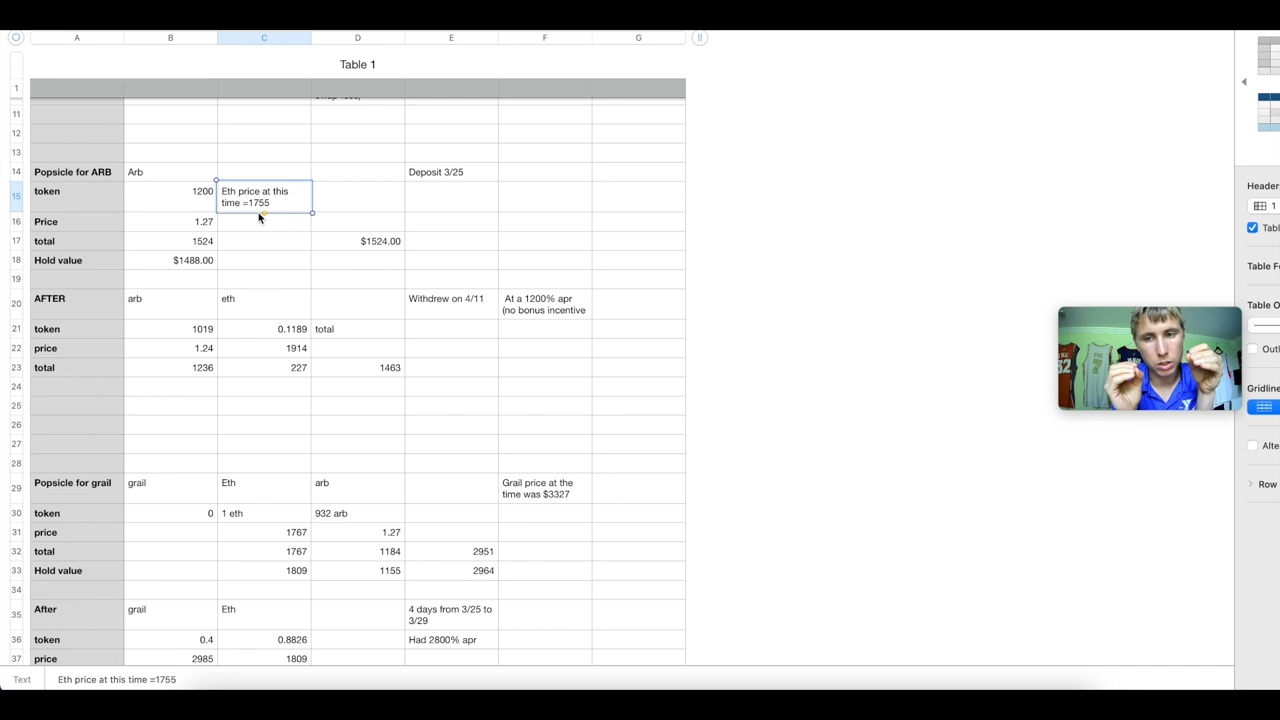 A B C D E F G
Table 1
1
11
12
13
14 Popsicle for ARB Arb Deposit 3/25
15 token 1200 Eth price at this
time =1755
16 Price 1.27
17 total 1524 $1524.00
18 Hold value $1488.00
19
20 AFTER arb eth Withdrew on 4/11 At a 1200% apr
(no bonus incentive
21 token 1019 0.1189 total
22 price 1.24 1914
23 total 1236 227 1463
24
25
26
27
28
29 Popsicle for grail grail Eth arb Grail price at the
time was $3327
30 token 0 1 eth 932 arb
31 price 1767 1.27
32 total 1767 1184 2951
33 Hold value 1809 1155 2964
34
35 After grail Eth 4 days from 3/25 to
3/29
36 token 0.4 0.8826 Had 2800% apr
37 price 2985 1809
Text Eth price at this time =1755
Header
1
Tabl
Table Fo
Table O
Outl
Gridline
Alte
Row
32